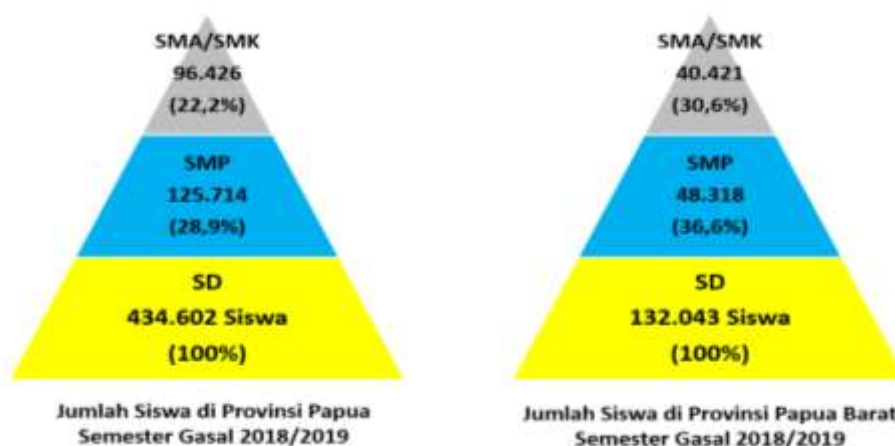 SMA/SMK
96.426
(22,2%)
SMP
125.714
(28,9%)
SD
434.602 Siswa
(100%)
Jumlah Siswa di Provinsi Papua
Semester Gasal 2018/2019
SMA/SMK
40.421
(30,6%)
SMP
48.318
(36,6%)
SD
132.043 Siswa
(100%)
Jumlah Siswa di Provinsi Papua Barat
Semester Gasal 2018/2019